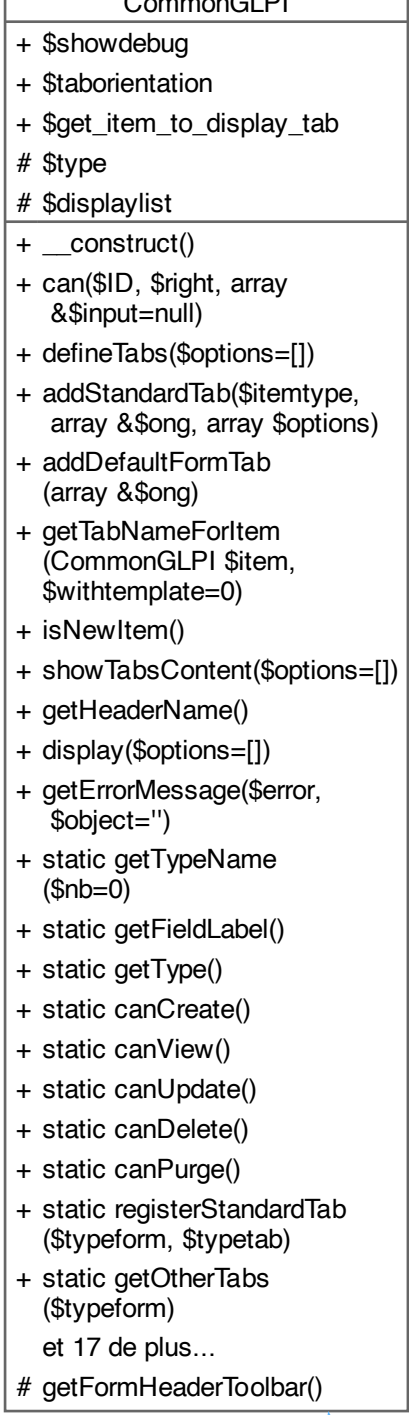 CommonGLPI
+ $showdebug
+ $taborientation
+ $get_item_to_display_tab
# $type
# $displaylist
+ __construct()
+ can($ID, $right, array
&$input=null)
+ defineTabs($options=[])
+ addStandardTab($itemtype,
array &$ong, array $options)
+ addDefaultFormTab
(array &$ong)
+ getTabNameForItem
(CommonGLPI $item,
$withtemplate=0)
+ isNewItem()
+ showTabsContent($options=[])
+ getHeaderName()
+ display($options=[])
+ getErrorMessage($error,
$object='')
+ static getTypeName
($nb=0)
+ static getFieldLabel()
+ static getType()
+ static canCreate()
+ static canView()
+ static canUpdate()
+ static canDelete()
+ static canPurge()
+ static registerStandardTab
($typeform, $typetab)
+ static getOtherTabs
($typeform)
et 17 de plus...
# getFormHeaderToolbar()